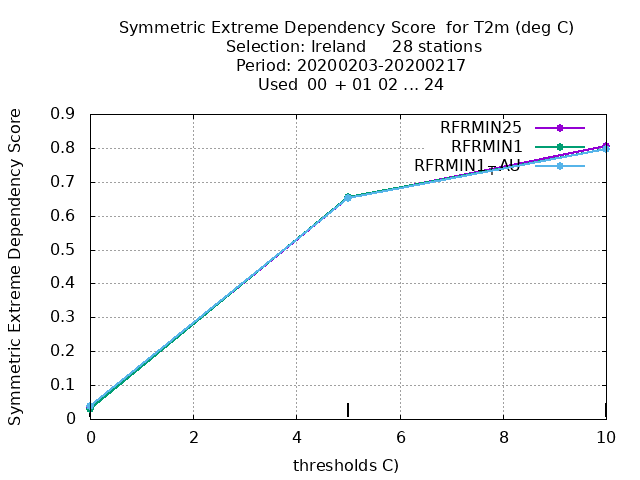 Symmetric Extreme Dependency Score  for T2m (deg C)
Selection: Ireland     28 stations
Period: 20200203-20200217
Used  00 + 01 02 ... 24
Symmetric Extreme Dependency Score
0.9
0.8
0.7
0.6
0.5
0.4
0.3
0.2
0.1
0
RFRMIN25
RFRMIN1
RFRMIN1+AU
0 2 4 6 8 10
thresholds C)